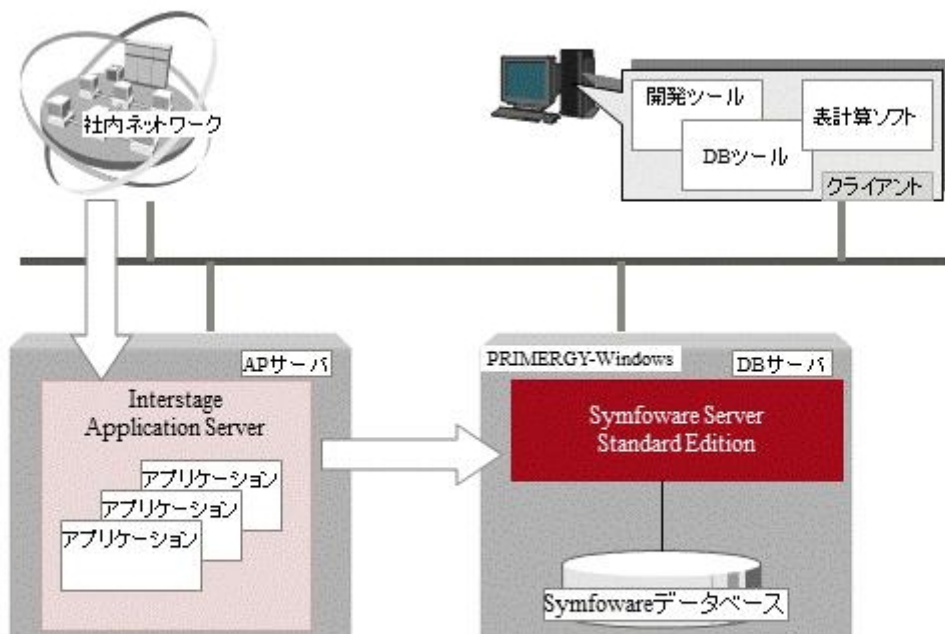 社内ネットワーク
開発ツール
表計算ソフト
DBツール
クライアント
APサーバ
PRIMERGY-Windows
DBサーバ
Interstage
Application Server
Symfoware Server
Standard Edition
アプリケーション
アプリケーション
アプリケーション
Symfowareデータベース